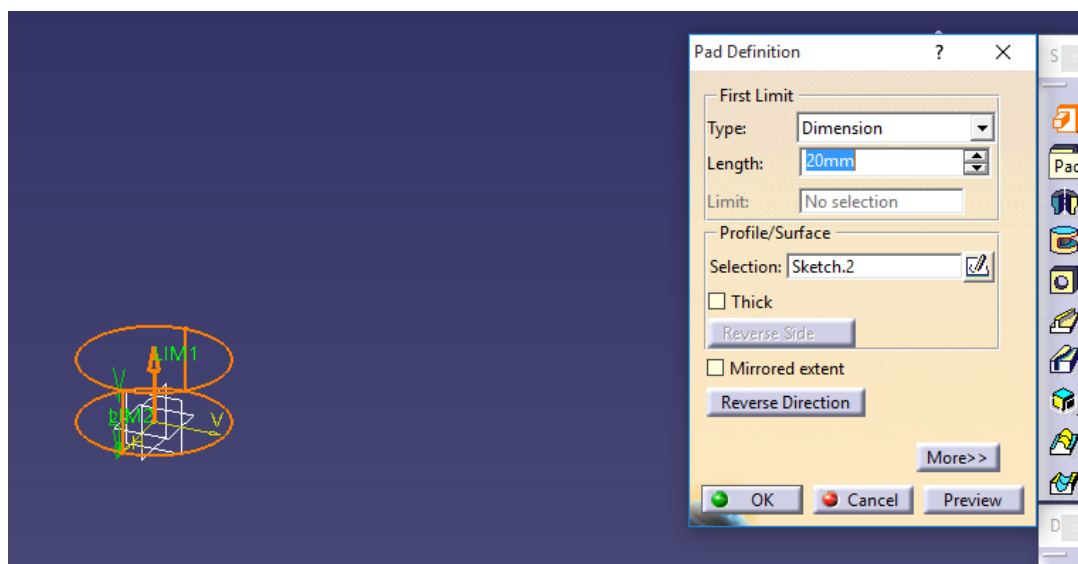 Pad Definition ? ×
First Limit
Type: Dimension
Length: 20mm
Limit: No selection
Profile/Surface
Selection: Sketch.2
Thick
Reverse Side
Mirrored extent
Reverse Direction
More>>
OK Cancel Preview
S
Pad
D
LIM1
LIM2
V